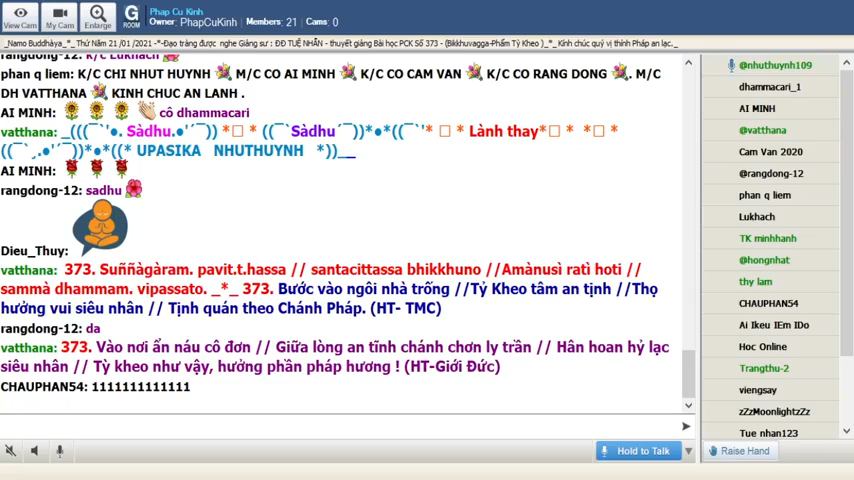 Phap Cu Kinh
G
ROOM
Owner: PhapCuKinh Members: 21 Cams: 0
View Cam My Cam Enlarge
_Namo Buddhàya_*_ Thứ Năm 21 /01 /2021 -*-Đạo tràng được nghe Giảng sư : ĐĐ TUỆ NHÂN - thuyết giảng Bài học PCK Số 373 - (Bikkhuvagga-Phẩm Tỳ Kheo )_*_ Kính chúc quý vị thính Pháp an lạc._
rangdong-12: k/c Lukhach
phan q liem: K/C CHI NHUT HUYNH M/C CO AI MINH K/C CO CAM VAN K/C CO RANG DONG . M/C
DH VATTHANA KINH CHUC AN LANH .
AI MINH: cô dhammacari
vatthana: _(((¯`'●. Sàdhu.●'´¯)) *□ * ((¯`Sàdhu´¯))*●*((¯`'* □ * Lành thay*□ * *□ *
((¯`¸.●'´¯))*●*((* UPASIKA NHUTHUYNH *))__
AI MINH:
rangdong-12: sadhu
Dieu_Thuy:
vatthana: 373. Suññàgàram. pavit.t.hassa // santacittassa bhikkhuno //Amànusì ratì hoti //
sammà dhammam. vipassato. _*_ 373. Bước vào ngôi nhà trống //Tỷ Kheo tâm an tịnh //Thọ
hưởng vui siêu nhân // Tịnh quán theo Chánh Pháp. (HT- TMC)
rangdong-12: da
vatthana: 373. Vào nơi ẩn náu cô đơn // Giữa lòng an tĩnh chánh chơn ly trần // Hân hoan hỷ lạc
siêu nhân // Tỳ kheo như vậy, hưởng phần pháp hương ! (HT-Giới Đức)
CHAUPHAN54: 1111111111111
Hold to Talk
Raise Hand
@nhuthuynh109
dhammacari_1
AI MINH
@vatthana
Cam Van 2020
@rangdong-12
phan q liem
Lukhach
TK minhhanh
@hongnhat
thy lam
CHAUPHAN54
Ai Ikeu IEm IDo
Hoc Online
Trangthu-2
viengsay
zZzMoonlightzZz
Tue nhan123